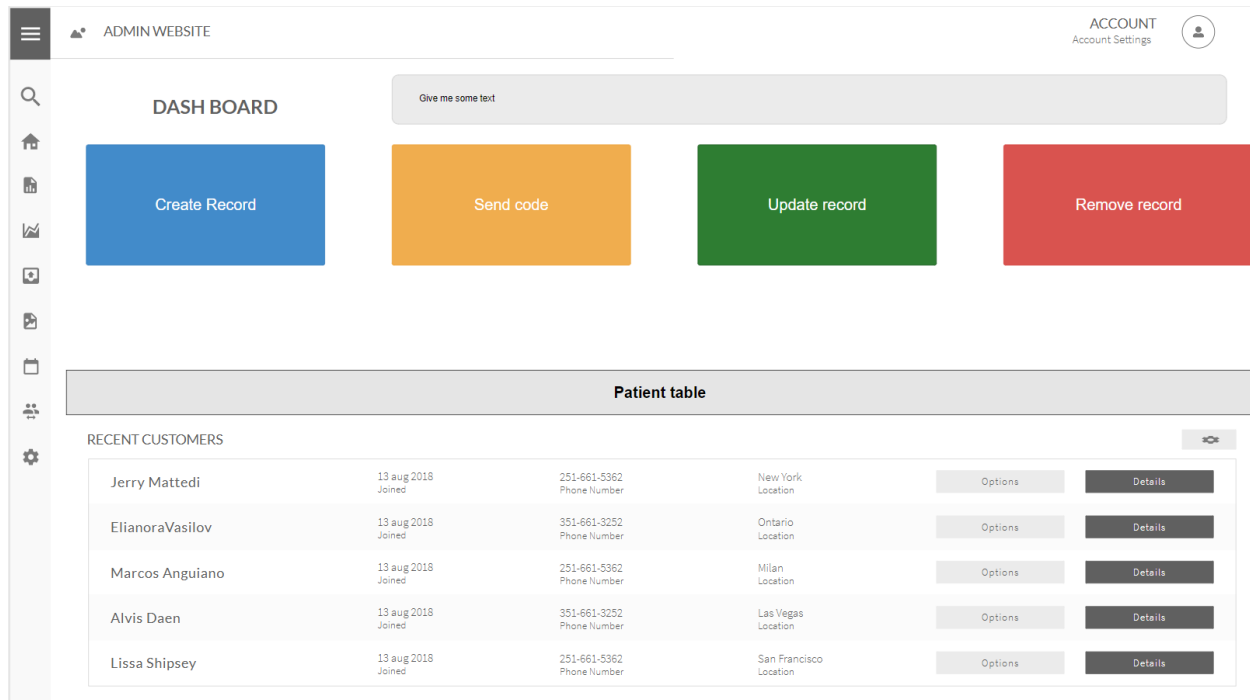 ADMIN WEBSITE
ACCOUNT
Account Settings
DASH BOARD
Give me some text
Create Record
Send code
Update record
Remove record
Patient table
RECENT CUSTOMERS
Jerry Mattedi 13 aug 2018 251-661-5362 New York Options Details
Joined Phone Number Location
ElianoraVasilov 13 aug 2018 351-661-3252 Ontario Options Details
Joined Phone Number Location
Marcos Anguiano 13 aug 2018 251-661-5362 Milan Options Details
Joined Phone Number Location
Alvis Daen 13 aug 2018 351-661-3252 Las Vegas Options Details
Joined Phone Number Location
Lissa Shipsey 13 aug 2018 251-661-5362 San Francisco Options Details
Joined Phone Number Location